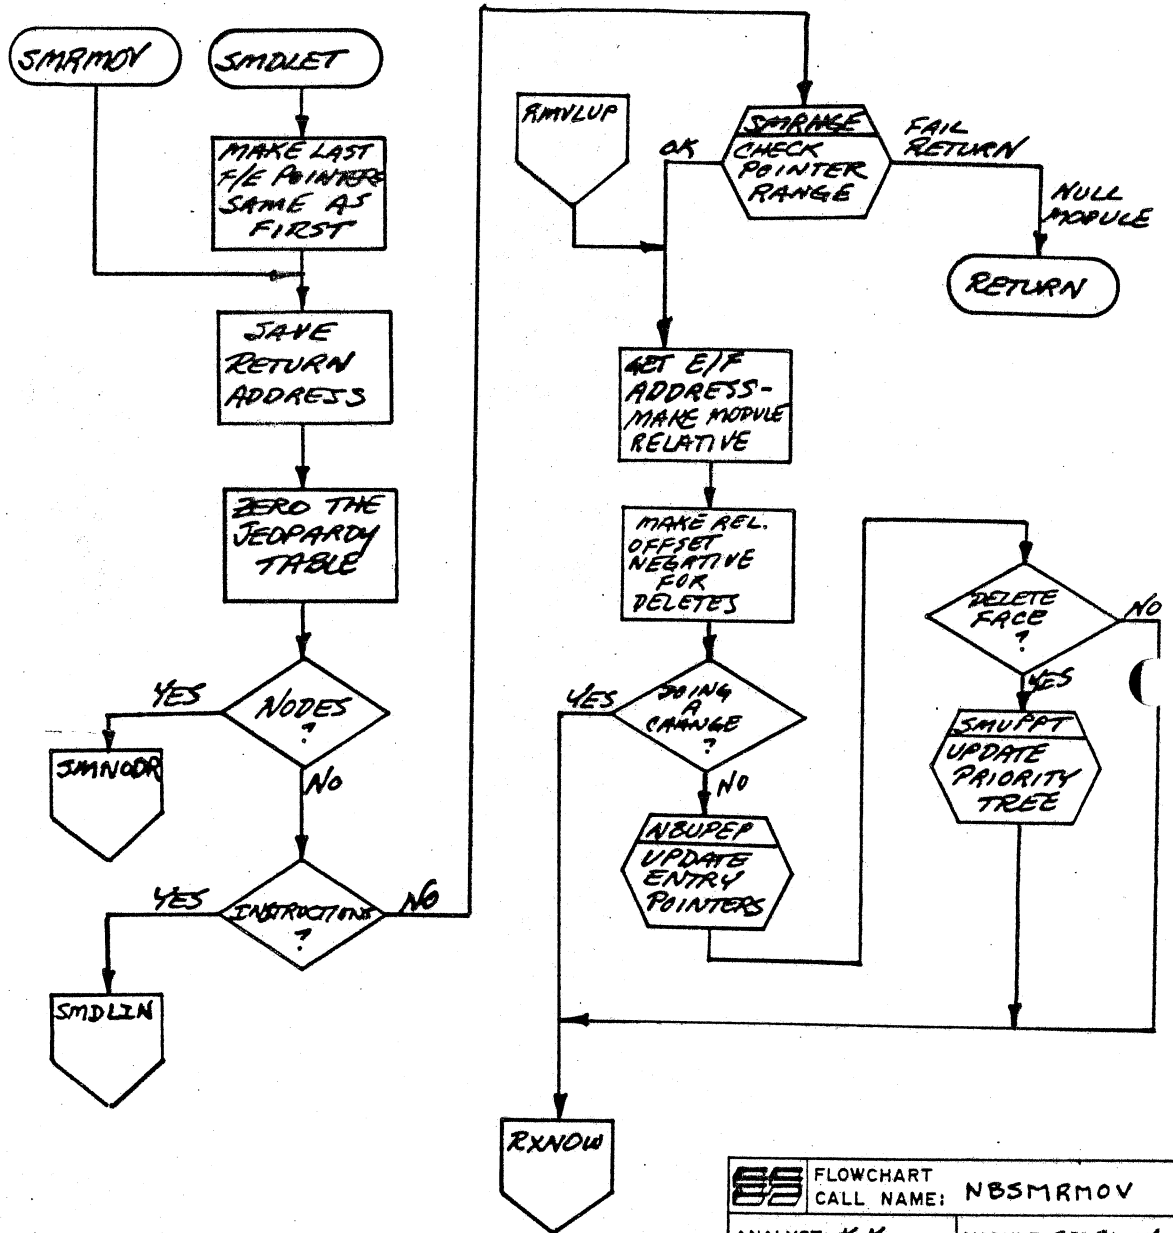 SMRMOV
SMDLET
MAKE LAST
F/E POINTERS
SAME AS
FIRST
SAVE
RETURN
ADDRESS
ZERO THE
JEOPARDY
TABLE
YES
NODES
?
NO
SMNODR
YES
INSTRUCTIONS
?
NO
SMDLIN
RMVLUP
SMRNGE
CHECK
POINTER
RANGE
OK
FAIL
RETURN
NULL
MODULE
RETURN
GET E/F
ADDRESS-
MAKE MODULE
RELATIVE
MAKE REL.
OFFSET
NEGATIVE
FOR
DELETES
YES
DOING
A
CHANGE
?
NO
NBUPEP
UPDATE
ENTRY
POINTERS
DELETE
FACE
?
NO
YES
SMUPPT
UPDATE
PRIORITY
TREE
RXNOW
FLOWCHART
CALL NAME: NBSMRMOV